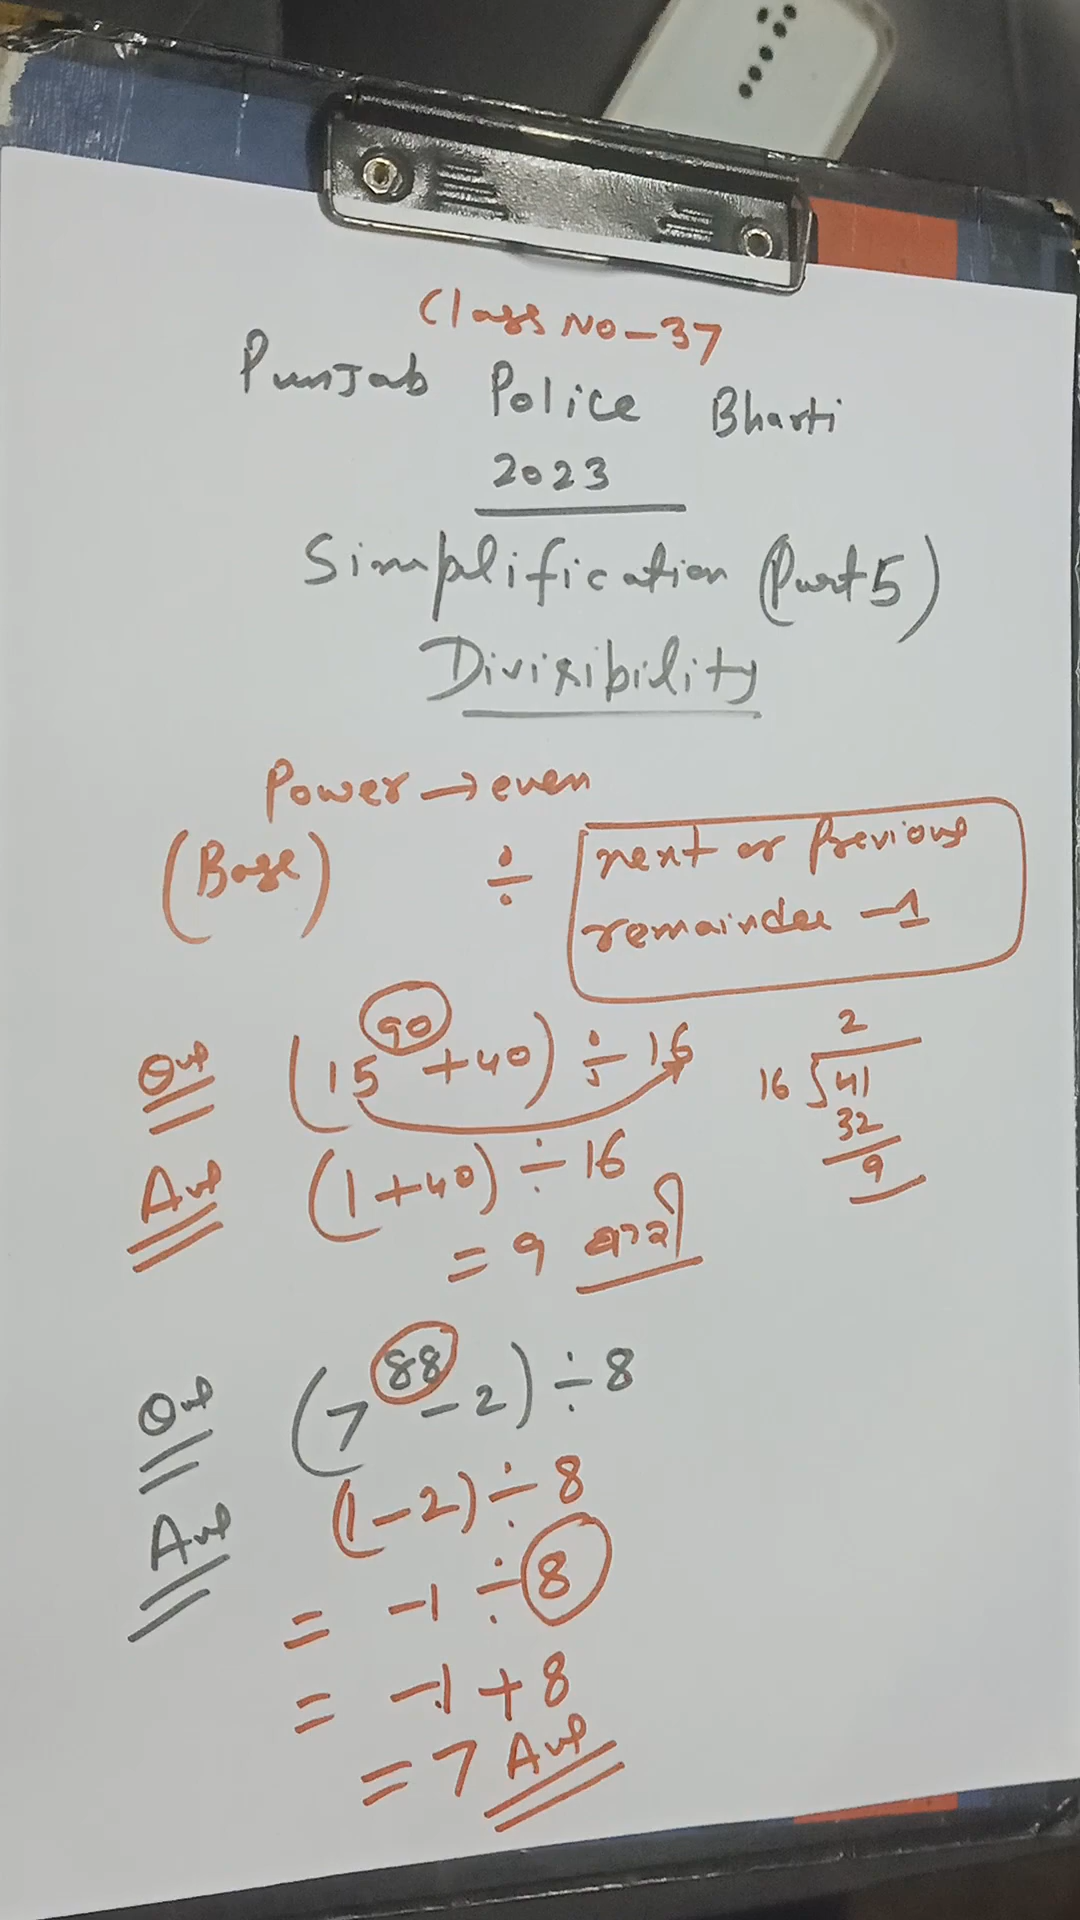 Class No-37
Punjab Police Bharti
2023
Simplification (Part 5)
Divisibility
Power → even
(Base) ÷ next or previous
remainder - 1
Que (15^90 + 40) ÷ 16
Ans (1 + 40) ÷ 16
= 9 बाकी
2
16 √41
32
9
Que (7^88 - 2) ÷ 8
Ans (1 - 2) ÷ 8
= -1 ÷ 8
= -1 + 8
= 7 Ans